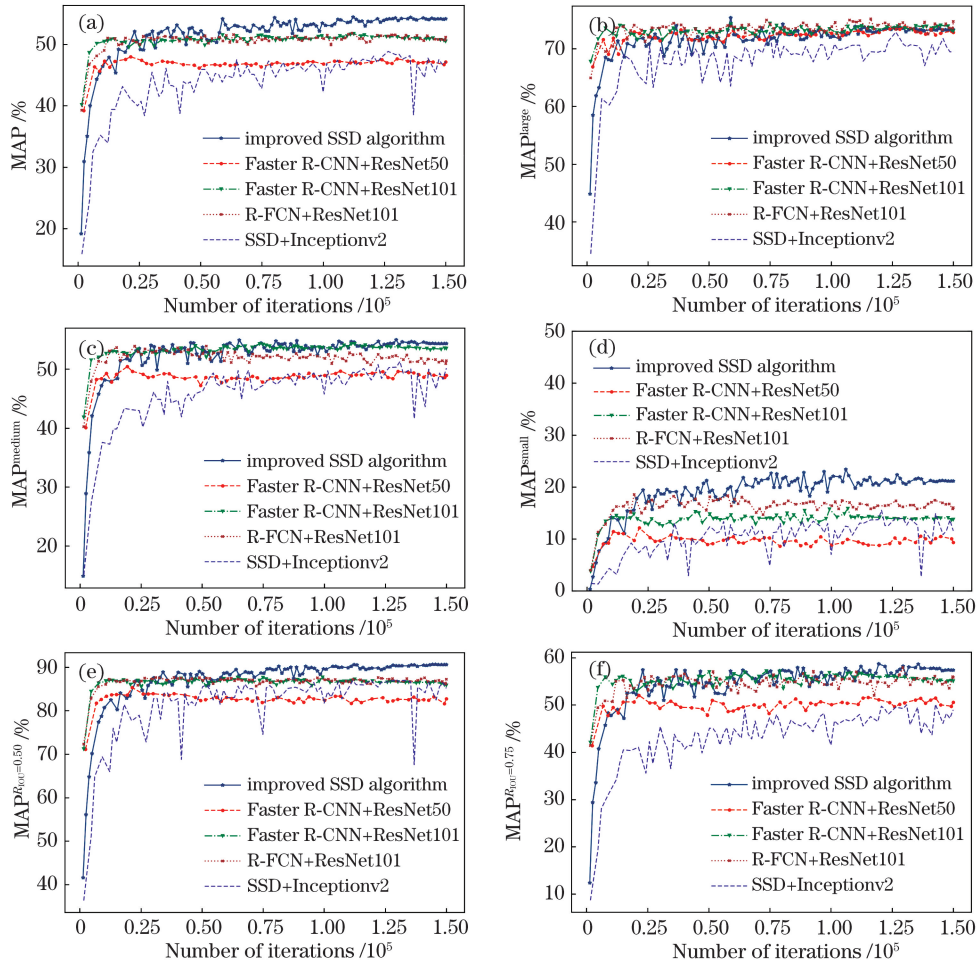 (a)
MAP /%
50
40
30
20
improved SSD algorithm
Faster R-CNN+ResNet50
Faster R-CNN+ResNet101
R-FCN+ResNet101
SSD+Inceptionv2
0 0.25 0.50 0.75 1.00 1.25 1.50
Number of iterations /10⁵
(b)
MAP^large /%
70
60
50
40
improved SSD algorithm
Faster R-CNN+ResNet50
Faster R-CNN+ResNet101
R-FCN+ResNet101
SSD+Inceptionv2
0 0.25 0.50 0.75 1.00 1.25 1.50
Number of iterations /10⁵
(c)
MAP^medium /%
50
40
30
20
improved SSD algorithm
Faster R-CNN+ResNet50
Faster R-CNN+ResNet101
R-FCN+ResNet101
SSD+Inceptionv2
0 0.25 0.50 0.75 1.00 1.25 1.50
Number of iterations /10⁵
(d)
MAP^small /%
50
40
30
20
10
0
improved SSD algorithm
Faster R-CNN+ResNet50
Faster R-CNN+ResNet101
R-FCN+ResNet101
SSD+Inceptionv2
0 0.25 0.50 0.75 1.00 1.25 1.50
Number of iterations /10⁵
(e)
MAP^R_IOU=0.50 /%
90
80
70
60
50
40
improved SSD algorithm
Faster R-CNN+ResNet50
Faster R-CNN+ResNet101
R-FCN+ResNet101
SSD+Inceptionv2
0 0.25 0.50 0.75 1.00 1.25 1.50
Number of iterations /10⁵
(f)
MAP^R_IOU=0.75 /%
60
50
40
30
20
10
improved SSD algorithm
Faster R-CNN+ResNet50
Faster R-CNN+ResNet101
R-FCN+ResNet101
SSD+Inceptionv2
0 0.25 0.50 0.75 1.00 1.25 1.50
Number of iterations /10⁵